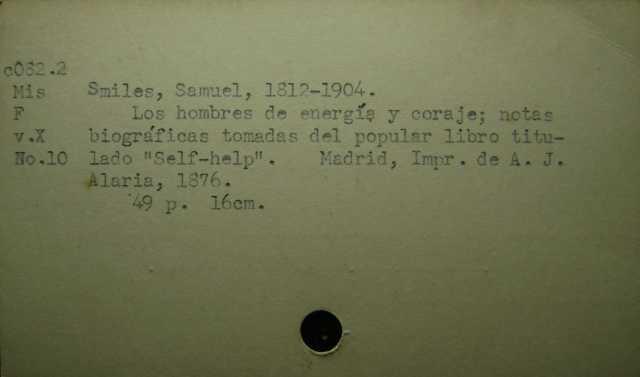 c062.2
Mis Smiles, Samuel, 1812-1904.
F Los hombres de energía y coraje; notas
v.X biográficas tomadas del popular libro titu-
No.10 lado "Self-help". Madrid, Impr. de A. J.
Alaria, 1876.
49 p. 16cm.